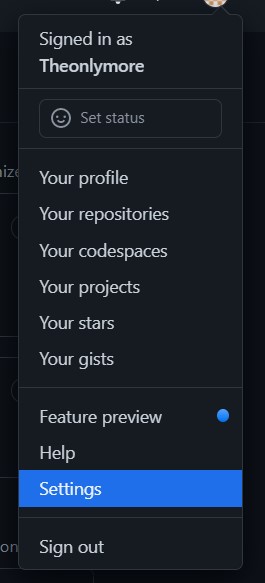 Signed in as
Theonlymore
Set status
Your profile
Your repositories
Your codespaces
Your projects
Your stars
Your gists
Feature preview
Help
Settings
Sign out